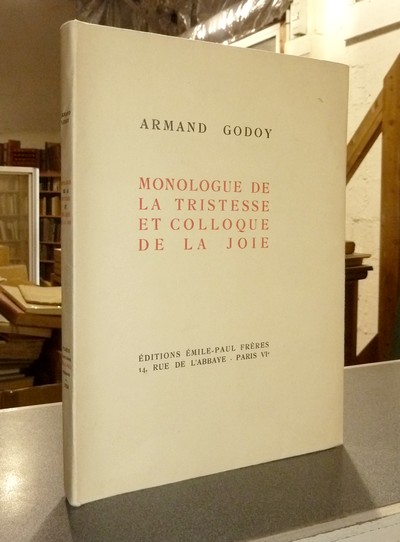 ARMAND GODOY
MONOLOGUE DE
LA TRISTESSE
ET COLLOQUE
DE LA JOIE
ÉDITIONS ÉMILE-PAUL FRÈRES
14, RUE DE L'ABBAYE - PARIS VIᵉ